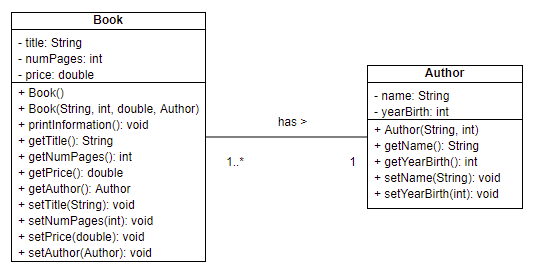 Book
- title: String
- numPages: int
- price: double
+ Book()
+ Book(String, int, double, Author)
+ printInformation(): void
+ getTitle(): String
+ getNumPages(): int
+ getPrice(): double
+ getAuthor(): Author
+ setTitle(String): void
+ setNumPages(int): void
+ setPrice(double): void
+ setAuthor(Author): void
has >
1..*
1
Author
- name: String
- yearBirth: int
+ Author(String, int)
+ getName(): String
+ getYearBirth(): int
+ setName(String): void
+ setYearBirth(int): void